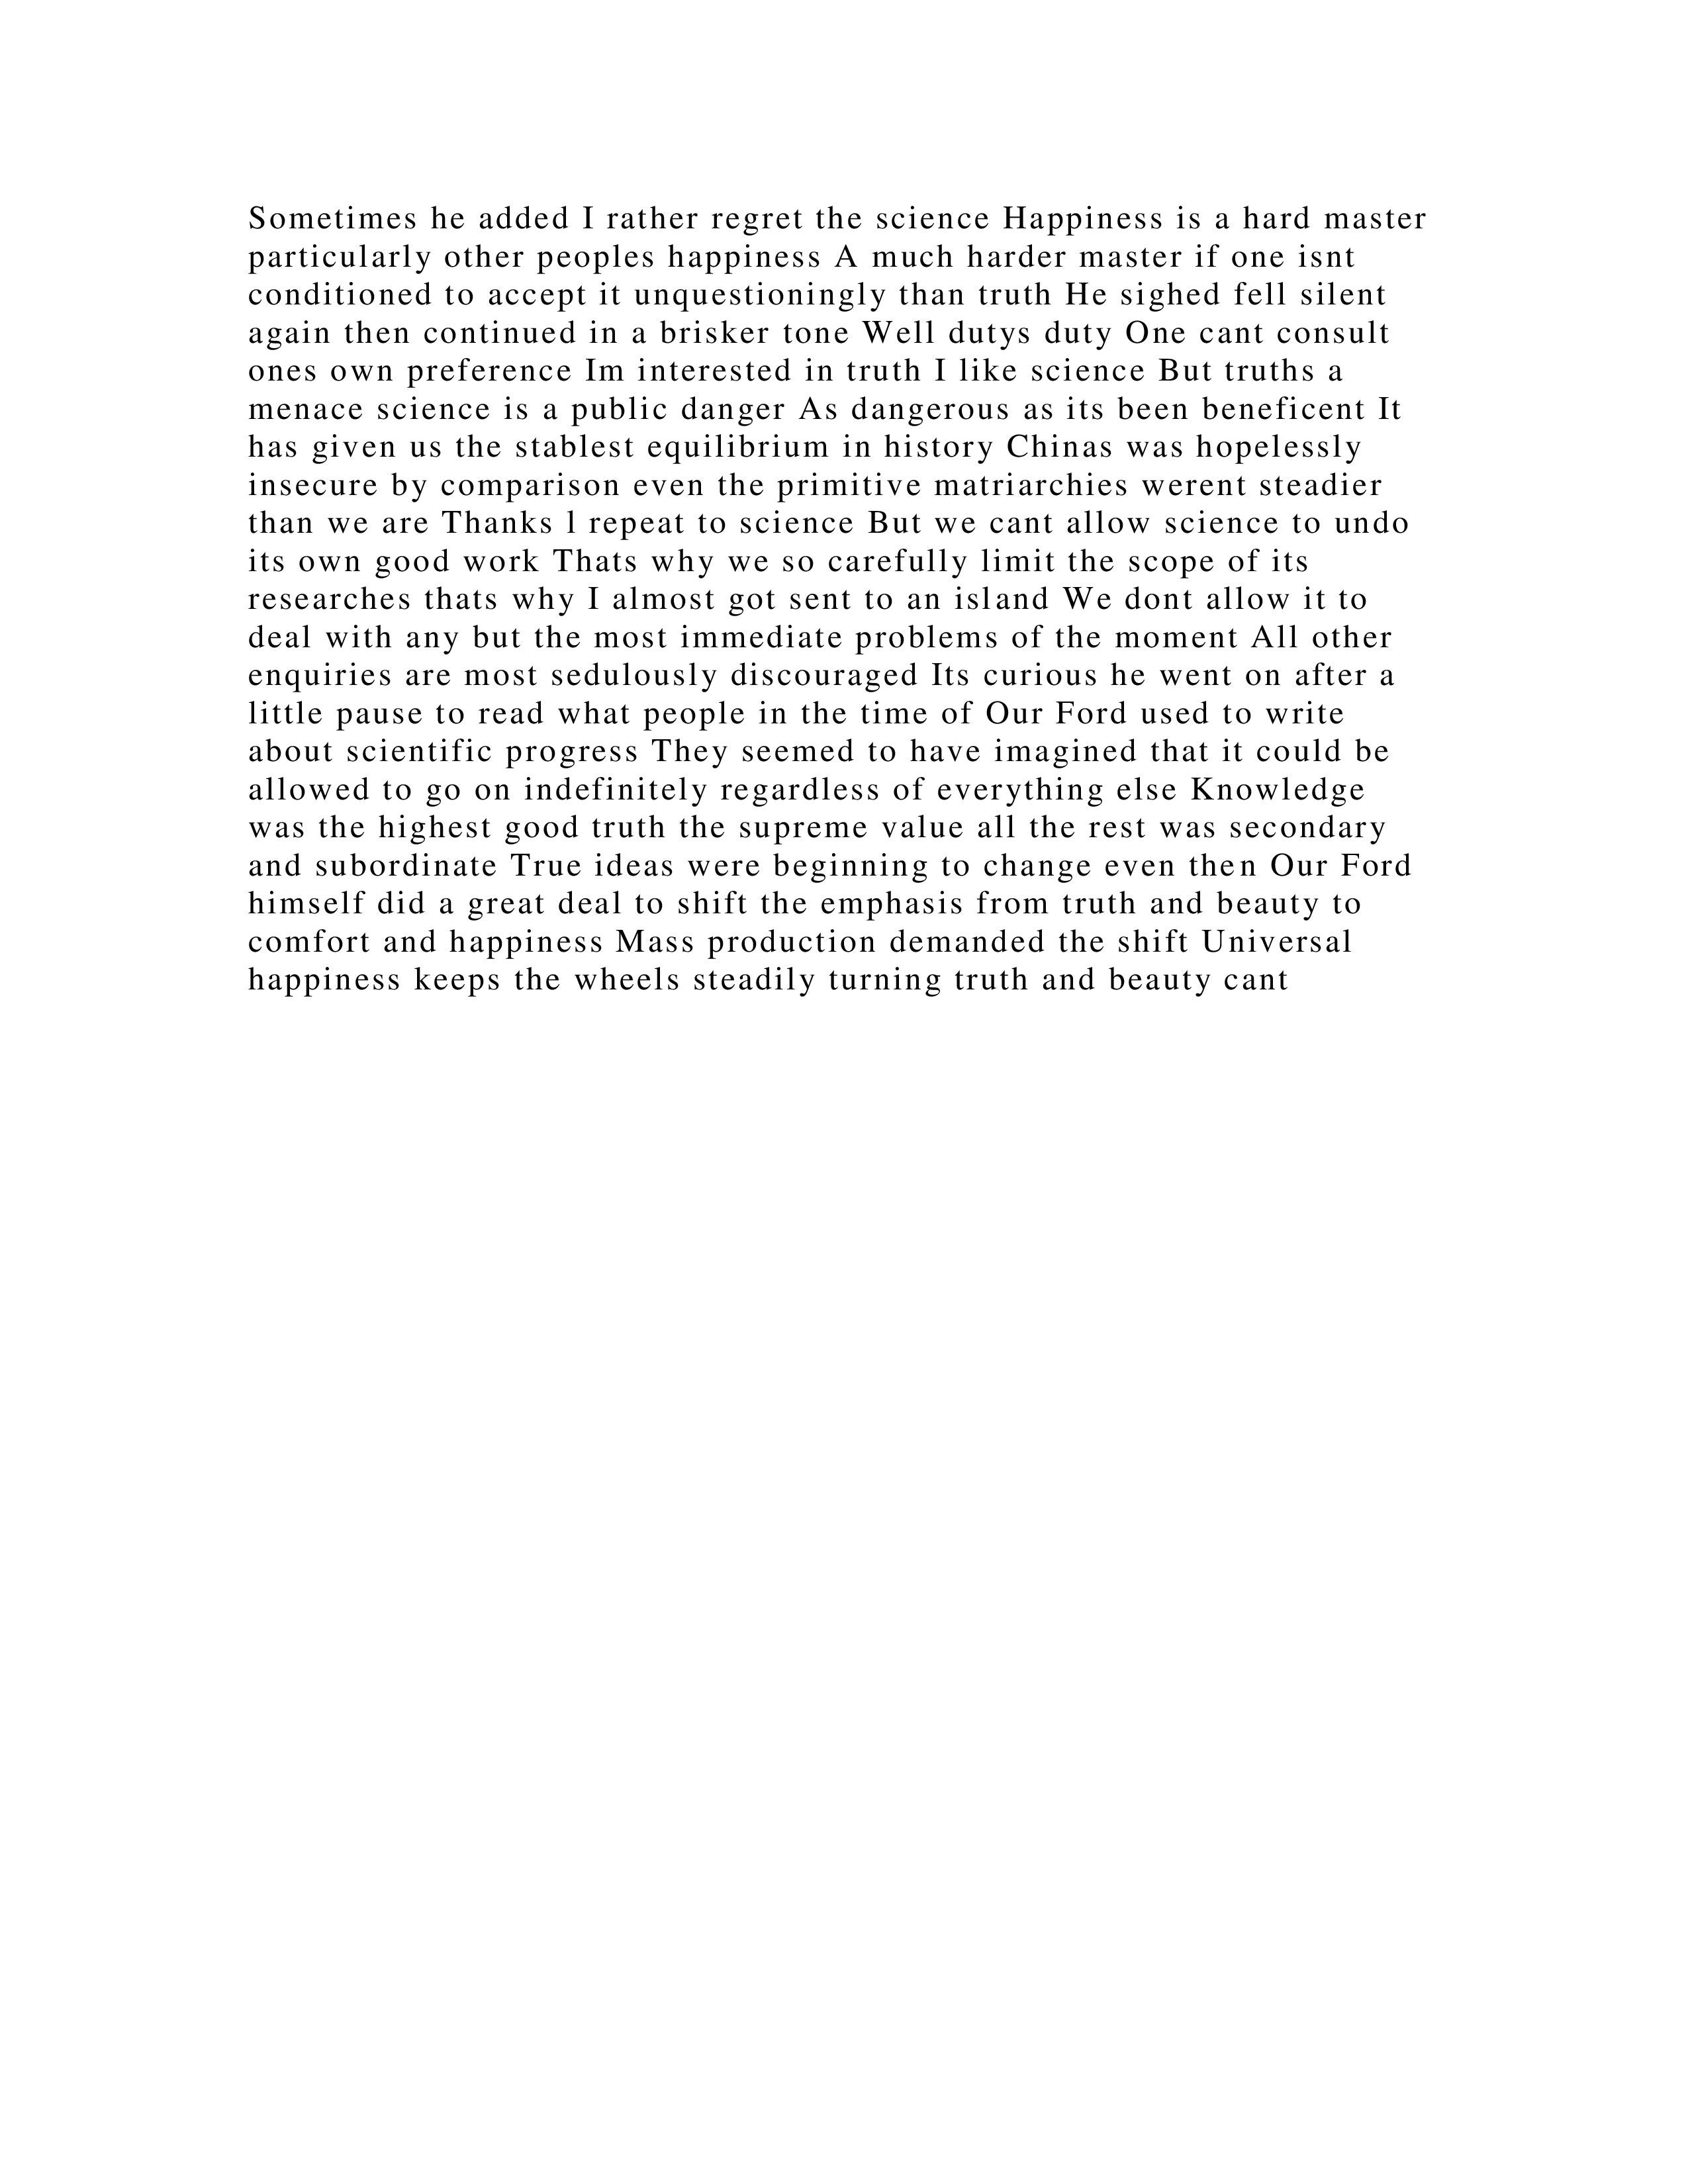 Sometimes he added I rather regret the science Happiness is a hard master
particularly other peoples happiness A much harder master if one isnt
conditioned to accept it unquestioningly than truth He sighed fell silent
again then continued in a brisker tone Well dutys duty One cant consult
ones own preference Im interested in truth I like science But truths a
menace science is a public danger As dangerous as its been beneficent It
has given us the stablest equilibrium in history Chinas was hopelessly
insecure by comparison even the primitive matriarchies werent steadier
than we are Thanks l repeat to science But we cant allow science to undo
its own good work Thats why we so carefully limit the scope of its
researches thats why I almost got sent to an island We dont allow it to
deal with any but the most immediate problems of the moment All other
enquiries are most sedulously discouraged Its curious he went on after a
little pause to read what people in the time of Our Ford used to write
about scientific progress They seemed to have imagined that it could be
allowed to go on indefinitely regardless of everything else Knowledge
was the highest good truth the supreme value all the rest was secondary
and subordinate True ideas were beginning to change even then Our Ford
himself did a great deal to shift the emphasis from truth and beauty to
comfort and happiness Mass production demanded the shift Universal
happiness keeps the wheels steadily turning truth and beauty cant